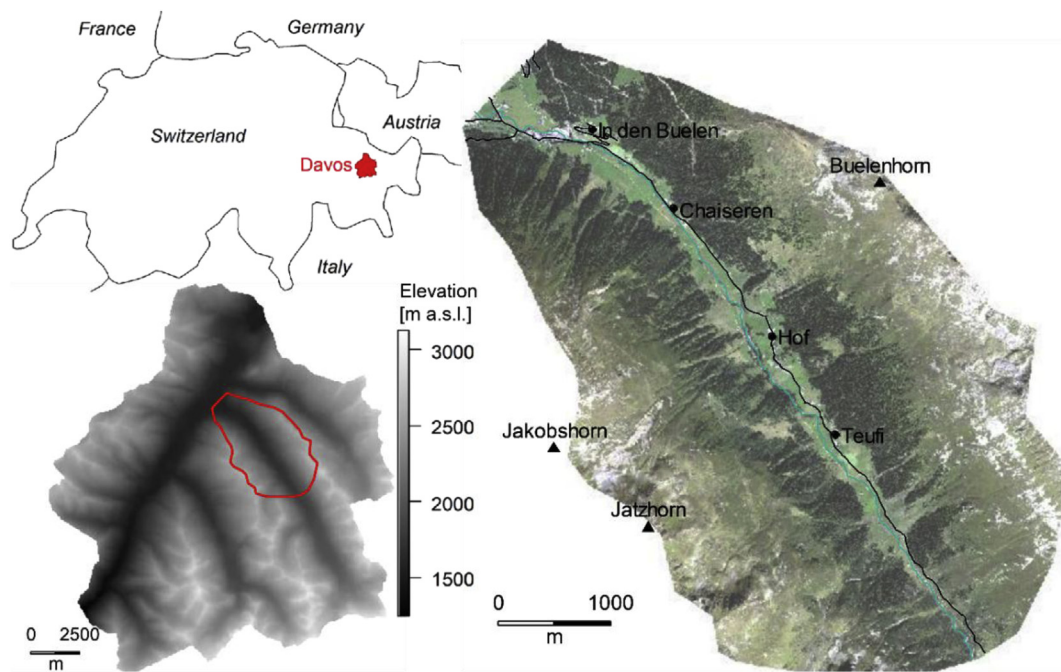 France
Germany
Switzerland
Austria
Davos
Italy
Elevation
[m a.s.l.]
3000
2500
2000
1500
0 2500
m
In den Buelen
Buelenhorn
Chaiseren
Hof
Jakobshorn
Teufi
Jatzhorn
0 1000
m